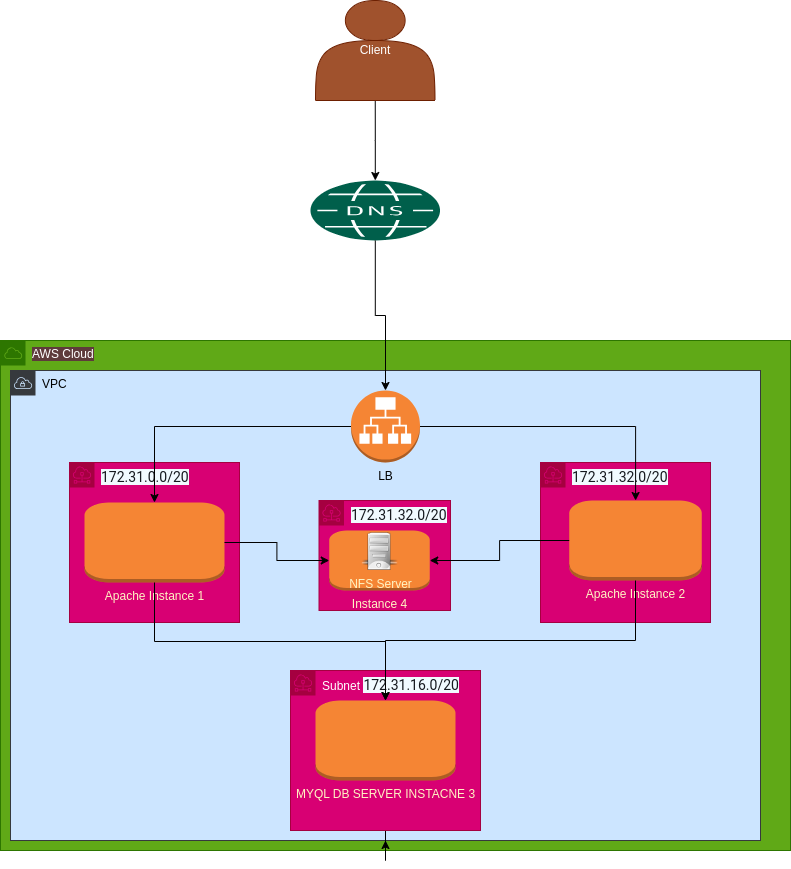 Client
DNS
AWS Cloud
VPC
LB
172.31.0.0/20
172.31.32.0/20
172.31.32.0/20
NFS Server
Instance 4
Apache Instance 1
Apache Instance 2
Subnet 172.31.16.0/20
MYQL DB SERVER INSTACNE 3